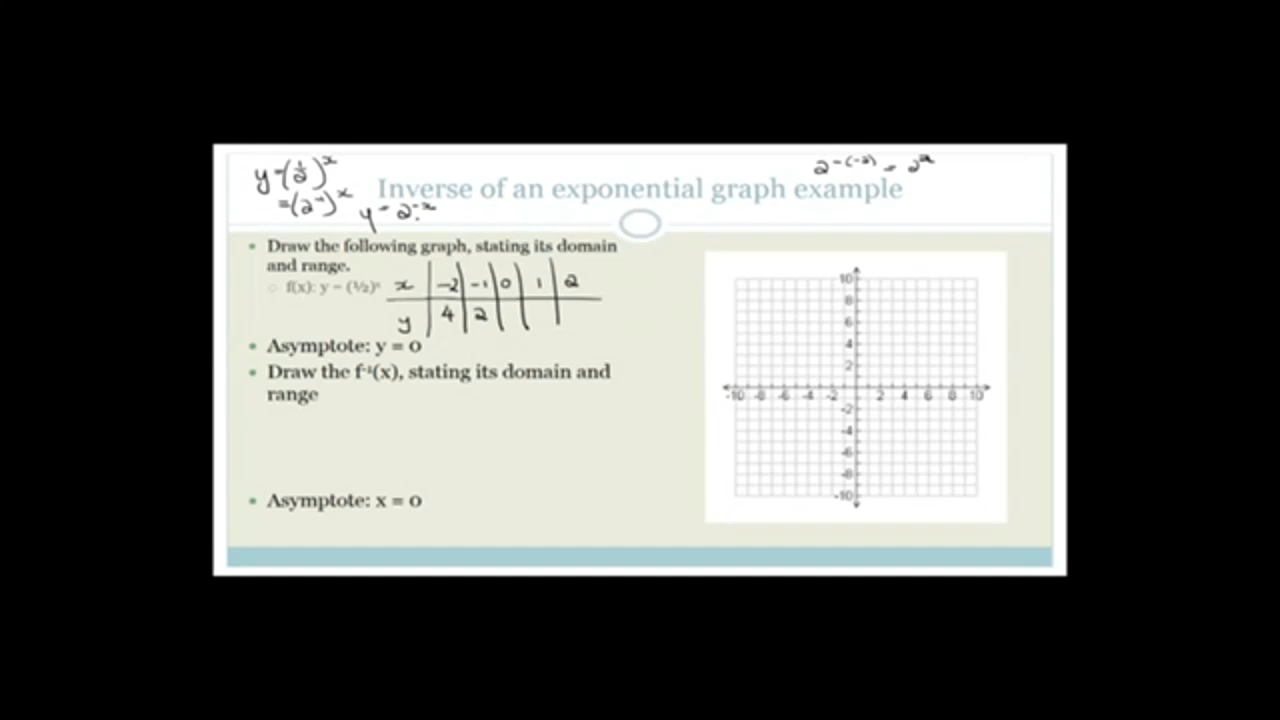 y=(1/2)^x
=(2⁻¹)^x
y = 2^-x
2^-(-2) = 2^2
Inverse of an exponential graph example
• Draw the following graph, stating its domain
and range.
○ f(x): y = (½)ˣ
x -2 -1 0 1 2
y 4 2
• Asymptote: y = 0
• Draw the f⁻¹(x), stating its domain and
range
• Asymptote: x = 0
10
8
6
4
2
-10 -8 -6 -4 -2 2 4 6 8 10
-2
-4
-6
-8
-10